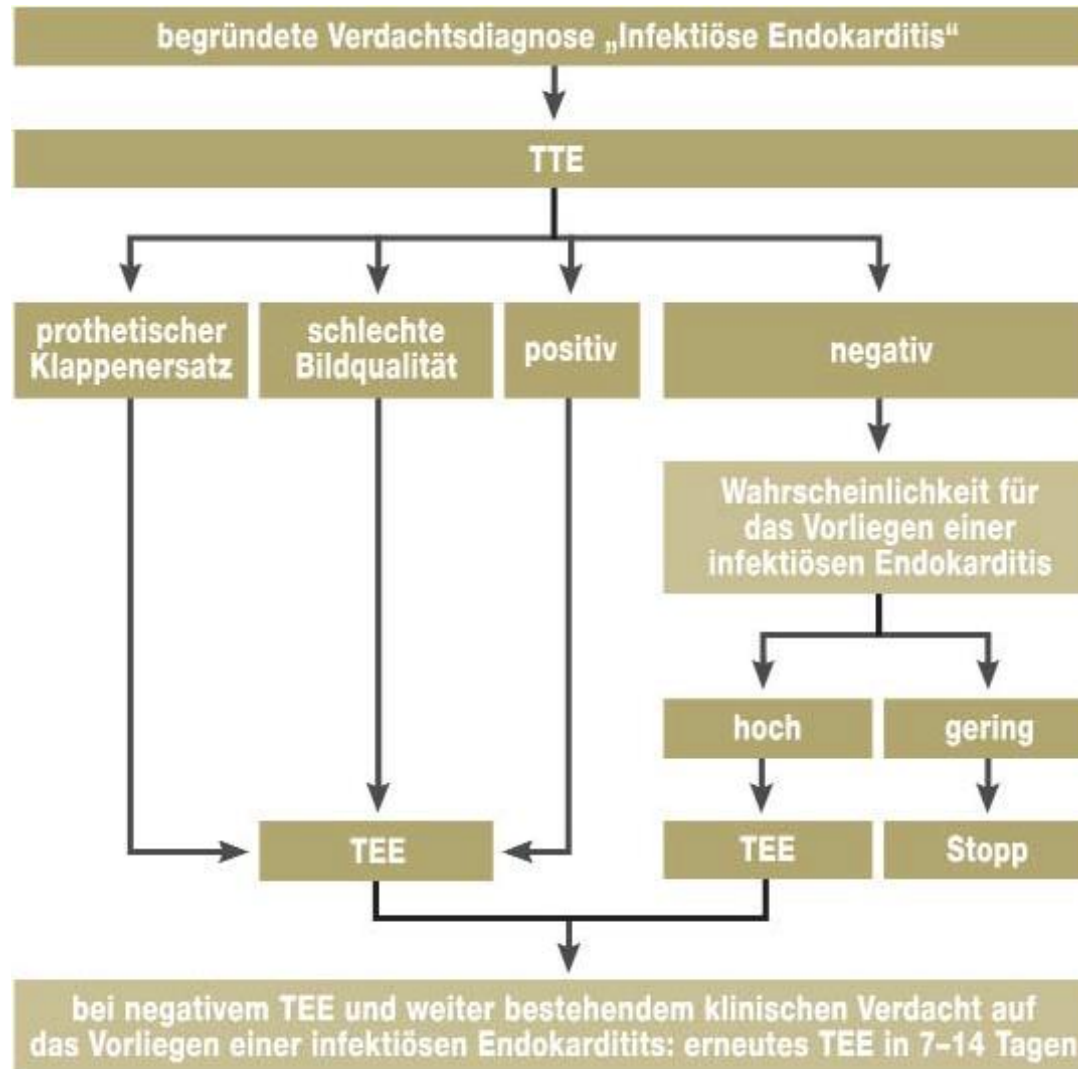 begründete Verdachtsdiagnose „Infektiöse Endokarditis“
TTE
prothetischer
Klappenersatz
schlechte
Bildqualität
positiv
negativ
Wahrscheinlichkeit für
das Vorliegen einer
infektiösen Endokarditis
hoch
gering
TEE
TEE
Stopp
bei negativem TEE und weiter bestehendem klinischen Verdacht auf
das Vorliegen einer infektiösen Endokarditits: erneutes TEE in 7–14 Tagen